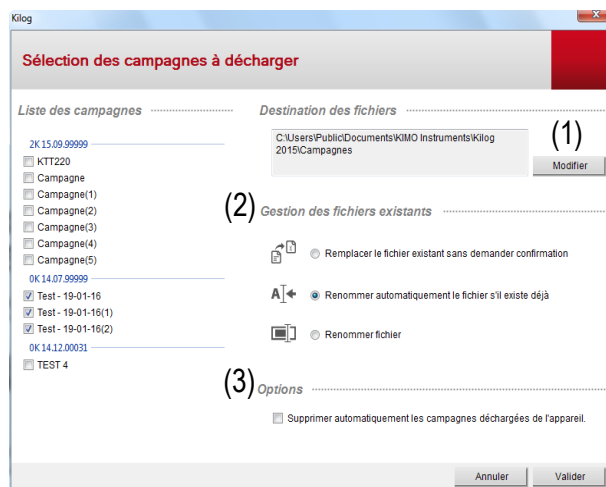 Kilog
Sélection des campagnes à décharger
Liste des campagnes
2K 15.09.99999
KTT220
Campagne
Campagne(1)
Campagne(2)
Campagne(3)
Campagne(4)
Campagne(5)
0K 14.07.99999
Test - 19-01-16
Test - 19-01-16(1)
Test - 19-01-16(2)
0K 14.12.00031
TEST 4
Destination des fichiers
C:\Users\Public\Documents\KIMO Instruments\Kilog
2015\Campagnes
(1)
Modifier
(2) Gestion des fichiers existants
Remplacer le fichier existant sans demander confirmation
Renommer automatiquement le fichier s'il existe déjà
Renommer fichier
(3) Options
Supprimer automatiquement les campagnes déchargées de l'appareil.
Annuler Valider